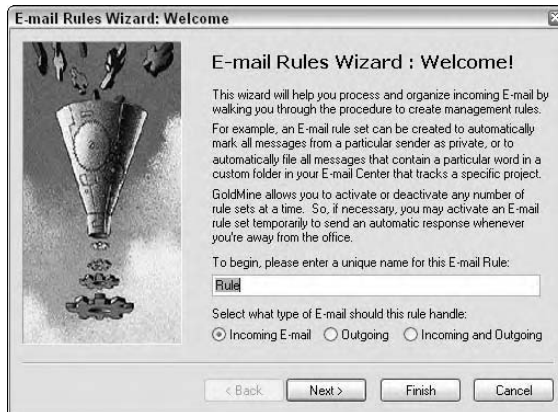 E-mail Rules Wizard: Welcome
E-mail Rules Wizard : Welcome!
This wizard will help you process and organize incoming E-mail by
walking you through the procedure to create management rules.
For example, an E-mail rule set can be created to automatically
mark all messages from a particular sender as private, or to
automatically file all messages that contain a particular word in a
custom folder in your E-mail Center that tracks a specific project.
GoldMine allows you to activate or deactivate any number of
rule sets at a time. So, if necessary, you may activate an E-mail
rule set temporarily to send an automatic response whenever
you're away from the office.
To begin, please enter a unique name for this E-mail Rule:
Rule
Select what type of E-mail should this rule handle:
Incoming E-mail Outgoing Incoming and Outgoing
< Back Next > Finish Cancel